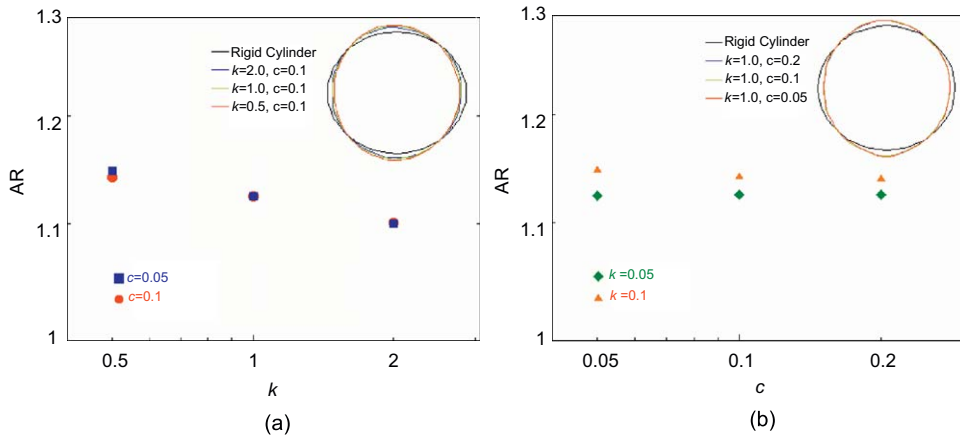 1.3
1.2
1.1
1
AR
Rigid Cylinder
k=2.0, c=0.1
k=1.0, c=0.1
k=0.5, c=0.1
c=0.05
c=0.1
0.5 1 2
k
(a)
1.3
1.2
1.1
1
AR
Rigid Cylinder
k=1.0, c=0.2
k=1.0, c=0.1
k=1.0, c=0.05
k =0.05
k =0.1
0.05 0.1 0.2
c
(b)